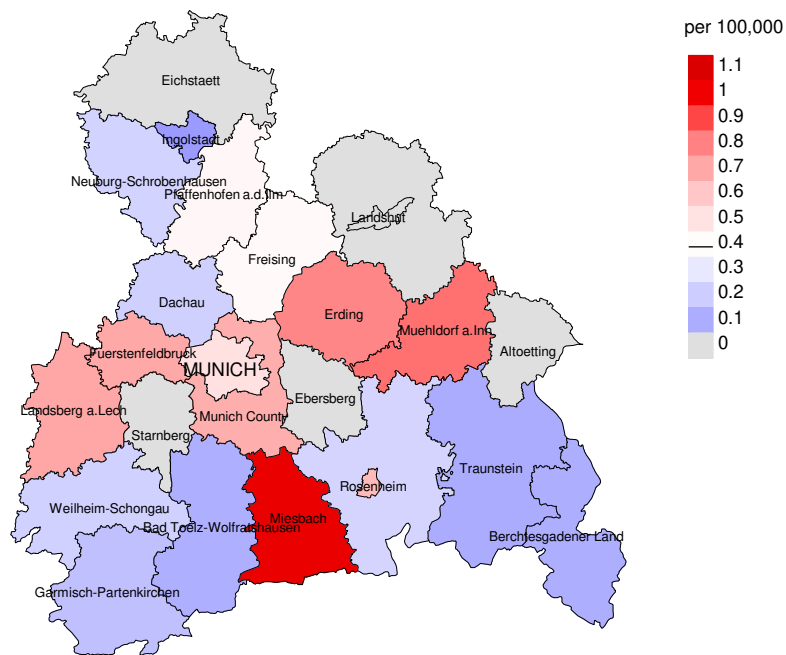 per 100,000
1.1
1
0.9
0.8
0.7
0.6
0.5
0.4
0.3
0.2
0.1
0
Eichstaett
Ingolstadt
Neuburg-Schrobenhausen
Pfaffenhofen a.d.Ilm
Landshut
Freising
Dachau
Erding
Muehldorf a.Inn
Altoetting
Fuerstenfeldbruck
MUNICH
Ebersberg
Landsberg a.Lech
Munich County
Starnberg
Traunstein
Rosenheim
Weilheim-Schongau
Miesbach
Bad Toelz-Wolfratshausen
Berchtesgadener Land
Garmisch-Partenkirchen